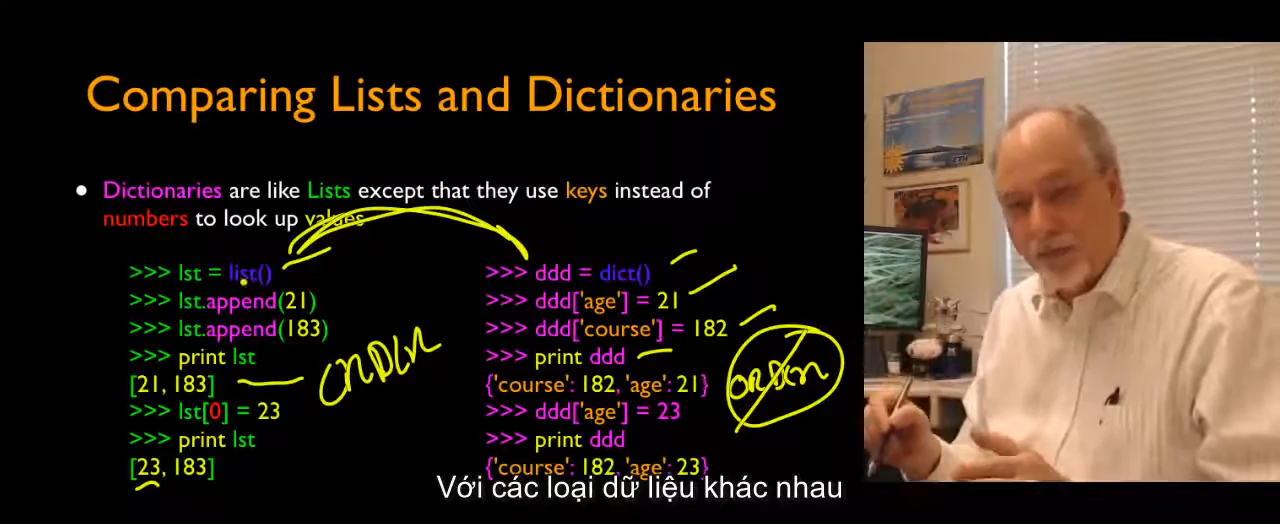 Comparing Lists and Dictionaries
● Dictionaries are like Lists except that they use keys instead of
numbers to look up values
>>> lst = list()
>>> lst.append(21)
>>> lst.append(183)
>>> print lst
[21, 183]
>>> lst[0] = 23
>>> print lst
[23, 183]
ORDER
>>> ddd = dict()
>>> ddd['age'] = 21
>>> ddd['course'] = 182
>>> print ddd
{'course': 182, 'age': 21}
>>> ddd['age'] = 23
>>> print ddd
{'course': 182, 'age': 23}
ORDER
Với các loại dữ liệu khác nhau